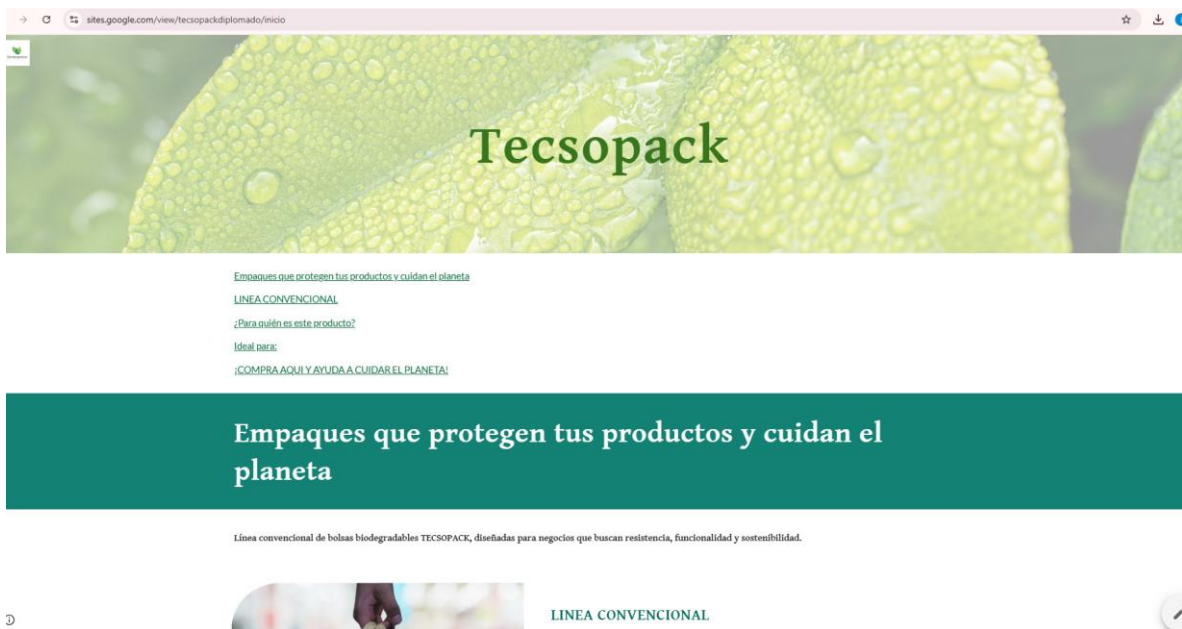 sites.google.com/view/tecsopackdiplomado/inicio
Tecsopack
Empaques que protegen tus productos y cuidan el planeta
LINEA CONVENCIONAL
¿Para quién es este producto?
Ideal para:
¡COMPRA AQUI Y AYUDA A CUIDAR EL PLANETA!
Empaques que protegen tus productos y cuidan el
planeta
Línea convencional de bolsas biodegradables TECSOPACK, diseñadas para negocios que buscan resistencia, funcionalidad y sostenibilidad.
LINEA CONVENCIONAL